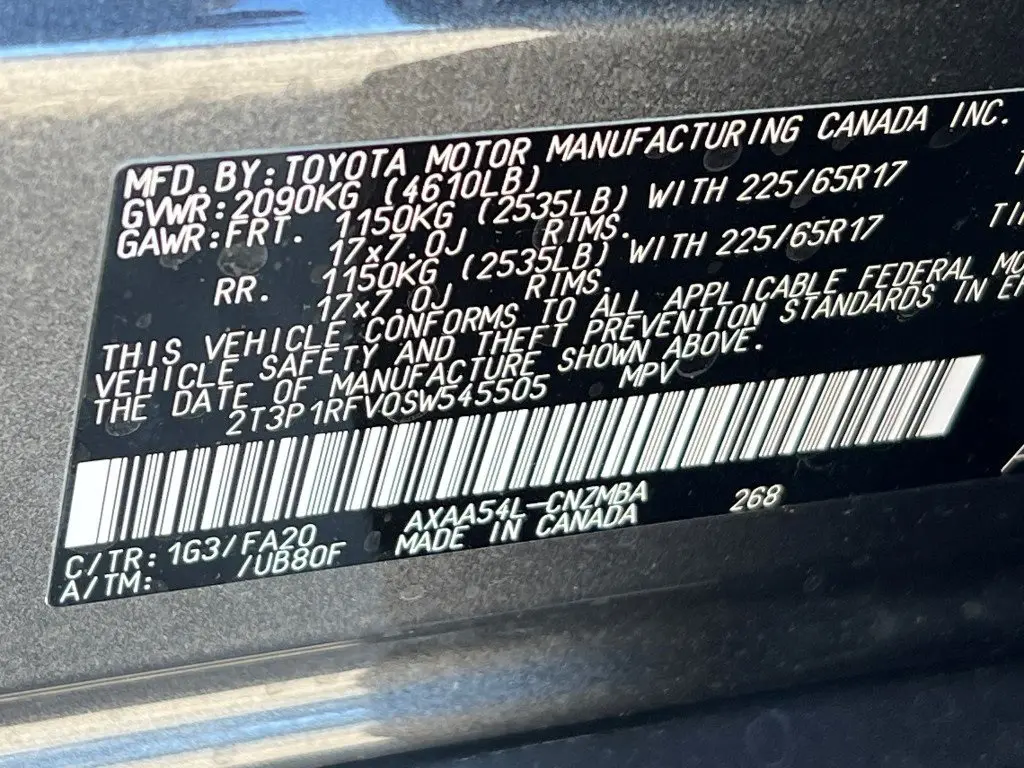 MFD.BY:TOYOTA MOTOR MANUFACTURING CANADA INC.
GVWR:2090KG (4610LB)
GAWR:FRT. 1150KG (2535LB) WITH 225/65R17
17x7.0J RIMS.
RR. 1150KG (2535LB) WITH 225/65R17 TI
17x7.0J RIMS.
THIS VEHICLE CONFORMS TO ALL APPLICABLE FEDERAL MO
VEHICLE SAFETY AND THEFT PREVENTION STANDARDS IN EF
THE DATE OF MANUFACTURE SHOWN ABOVE.
2T3P1RFV0SW545505 MPV
C/TR: 1G3/FA20 AXAA54L-CNZMBA 268
A/TM: /UB80F MADE IN CANADA